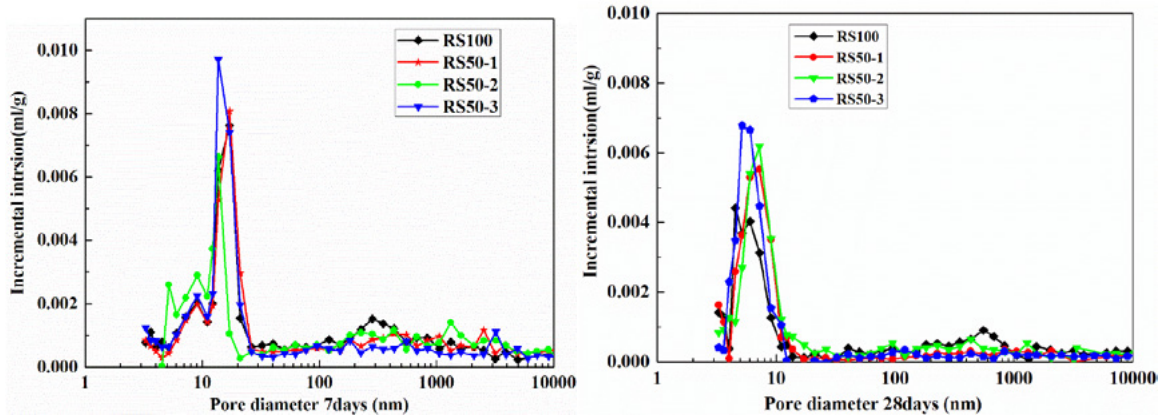 0.010
0.008
0.006
0.004
0.002
0.000
Incremental intrsion(ml/g)
RS100
RS50-1
RS50-2
RS50-3
1
10
100
1000
10000
Pore diameter 7days (nm)
0.010
0.008
0.006
0.004
0.002
0.000
Incremental intrsion(ml/g)
RS100
RS50-1
RS50-2
RS50-3
1
10
100
1000
10000
Pore diameter 28days (nm)